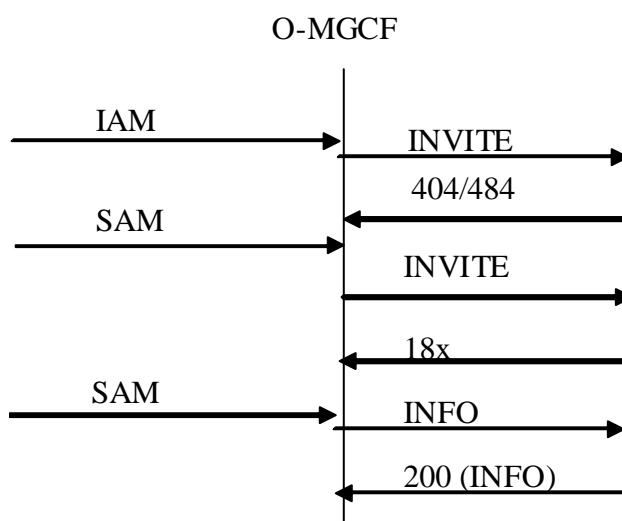 O-MGCF
IAM
INVITE
404/484
SAM
INVITE
18x
SAM
INFO
200 (INFO)